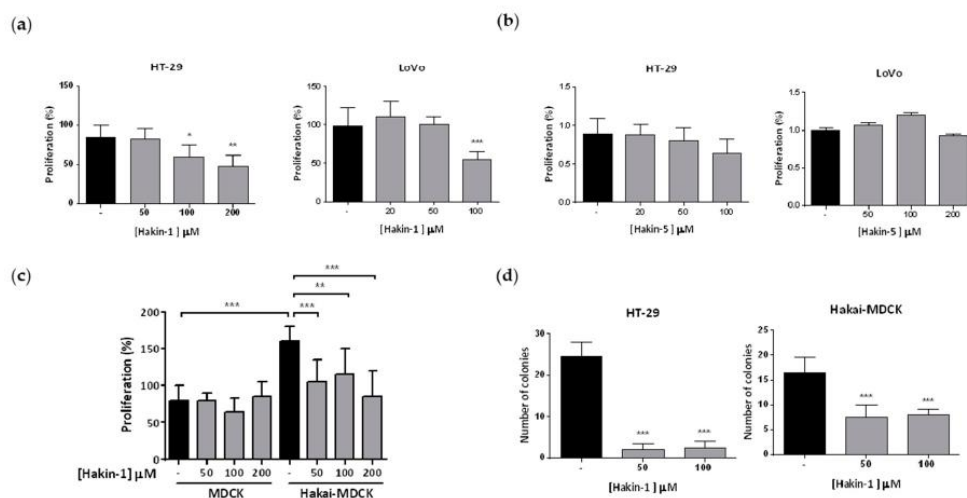 (a)
HT-29
Proliferation (%)
150
100
50
0
*
**
- 50 100 200
[Hakin-1 ] μM
LoVo
Proliferation (%)
150
100
50
0
***
- 20 50 100
[Hakin-1 ] μM
(b)
HT-29
Proliferation (%)
1.5
1.0
0.5
0.0
- 20 50 100
[Hakin-5 ] μM
LoVo
Proliferation (%)
1.5
1.0
0.5
0.0
- 50 100 200
[Hakin-5] μM
(c)
***
**
*** ***
Proliferation (%)
200
150
100
50
0
[Hakin-1] μM - 50 100 200 - 50 100 200
MDCK Hakai-MDCK
(d)
HT-29
Number of colonies
30
20
10
0
*** ***
- 50 100
[Hakin-1 ] μM
Hakai-MDCK
Number of colonies
25
20
15
10
5
0
*** ***
- 50 100
[Hakin-1 ] μM